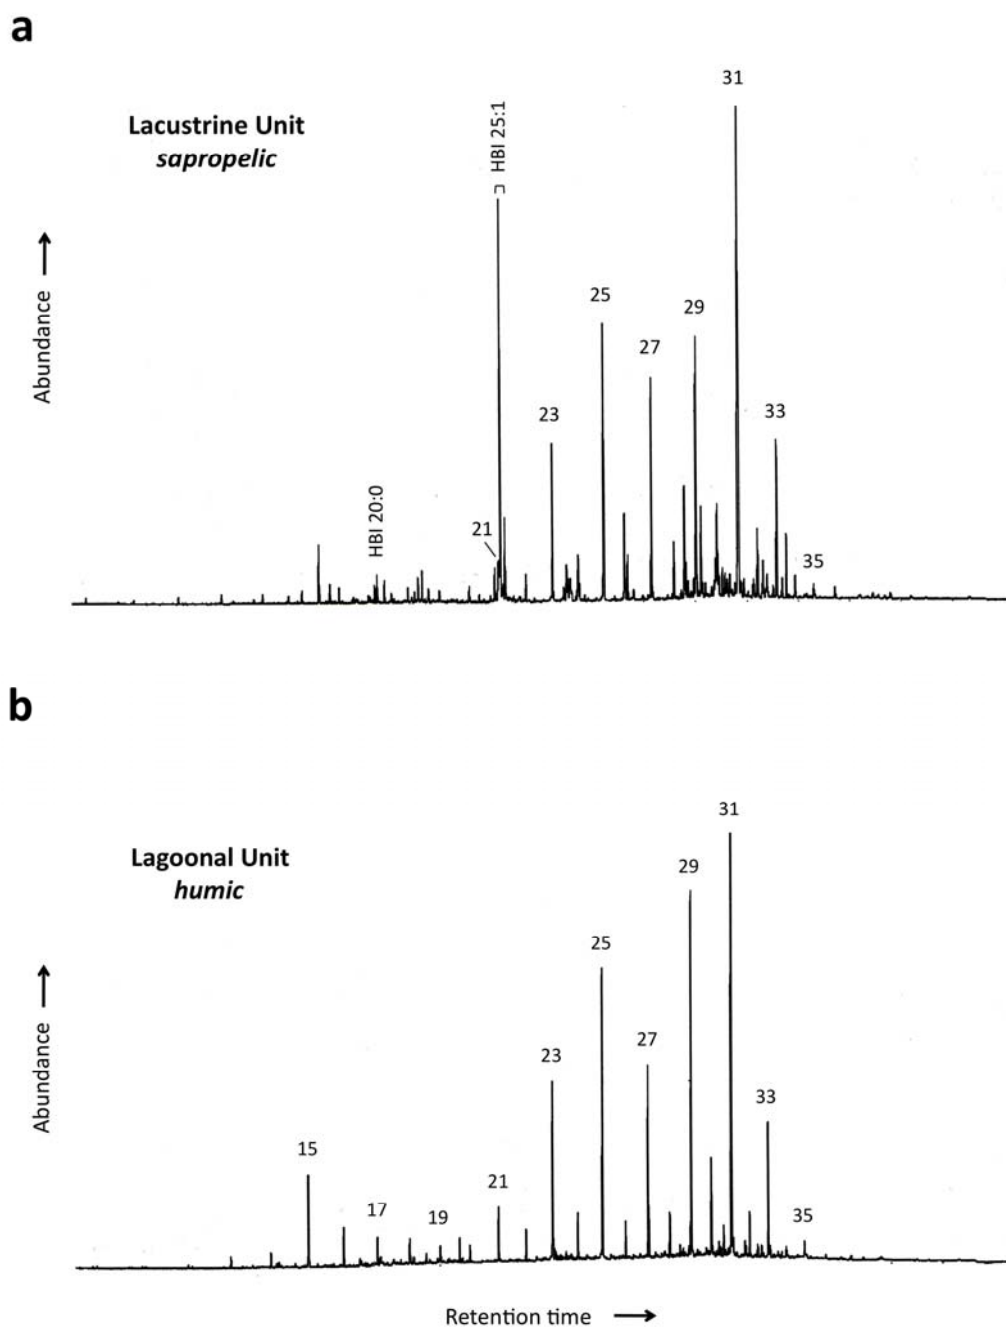 a
Lacustrine Unit
sapropelic
Abundance
HBI 20:0
21
HBI 25:1
23
25
27
29
31
33
35
b
Lagoonal Unit
humic
Abundance
15
17
19
21
23
25
27
29
31
33
35
Retention time